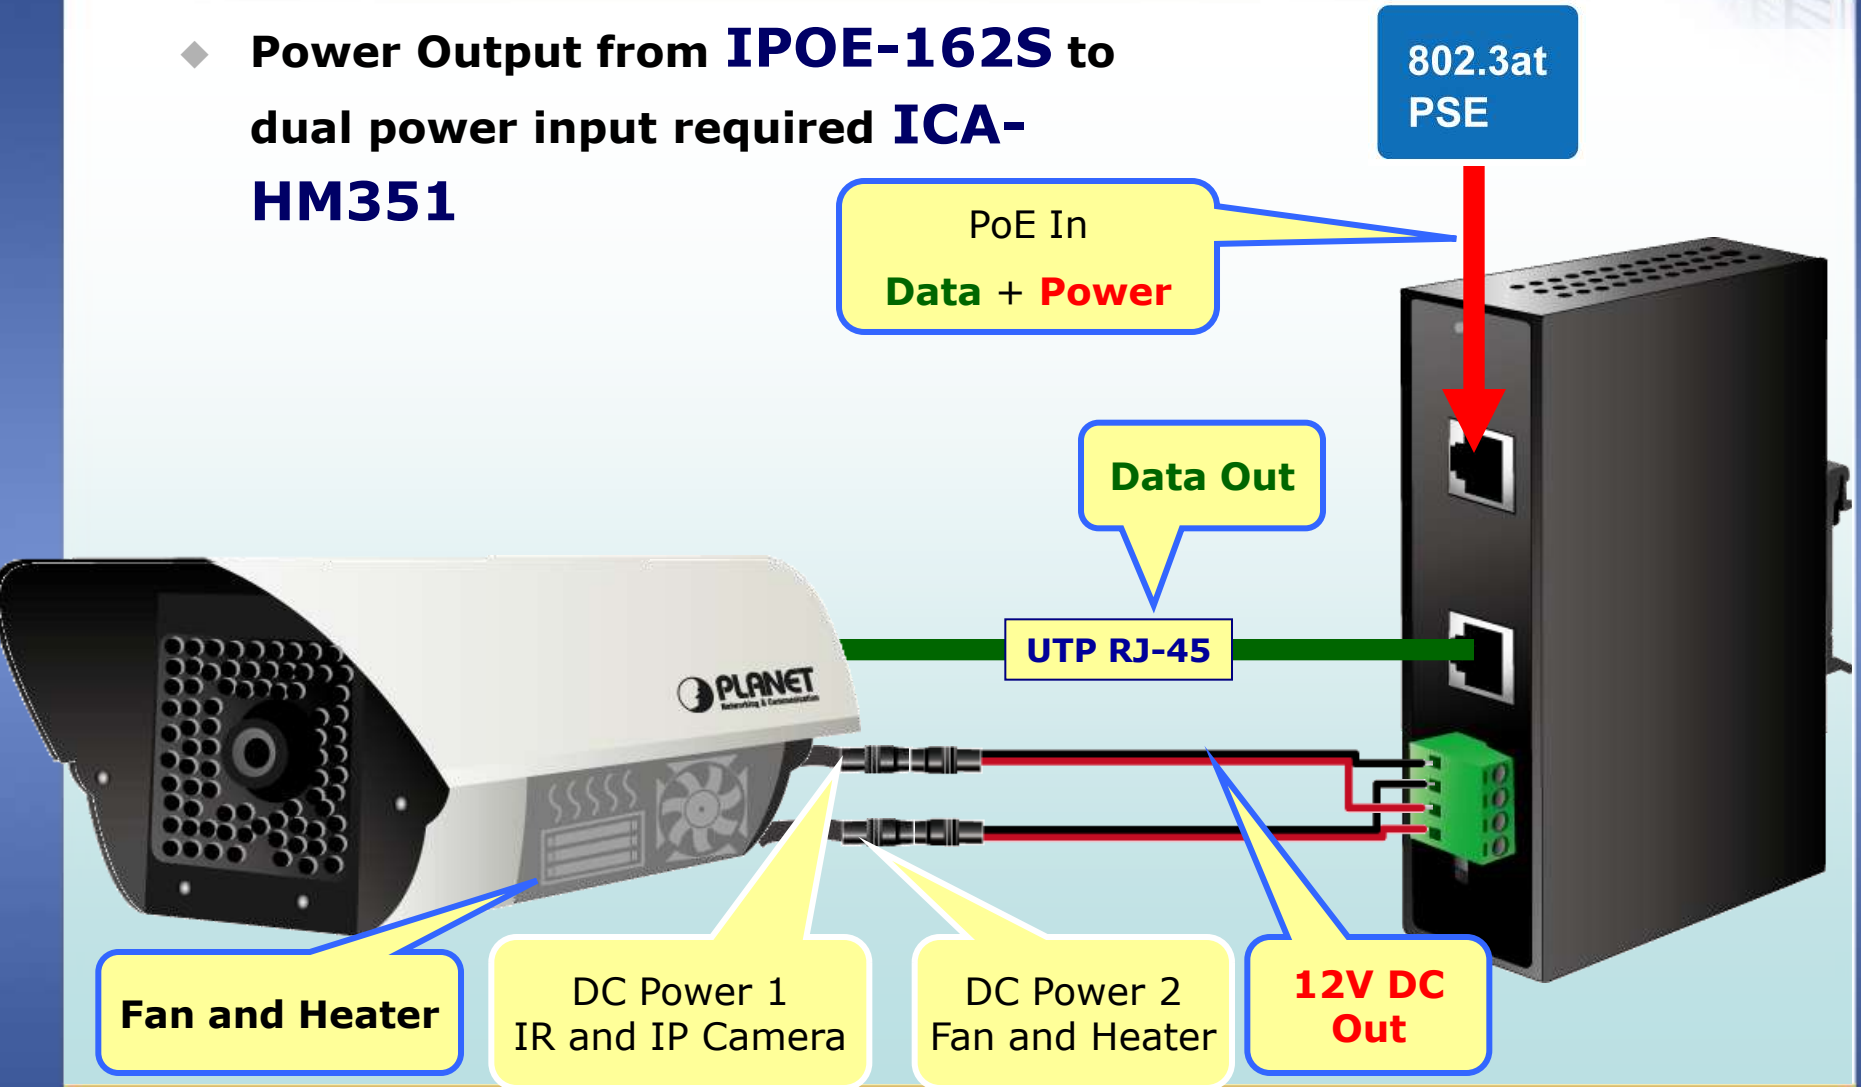 Power Output from IPOE-162S to
dual power input required ICA-
HM351
802.3at
PSE
PoE In
Data + Power
Data Out
UTP RJ-45
PLANET
Networking & Communication
Fan and Heater
DC Power 1
IR and IP Camera
DC Power 2
Fan and Heater
12V DC
Out